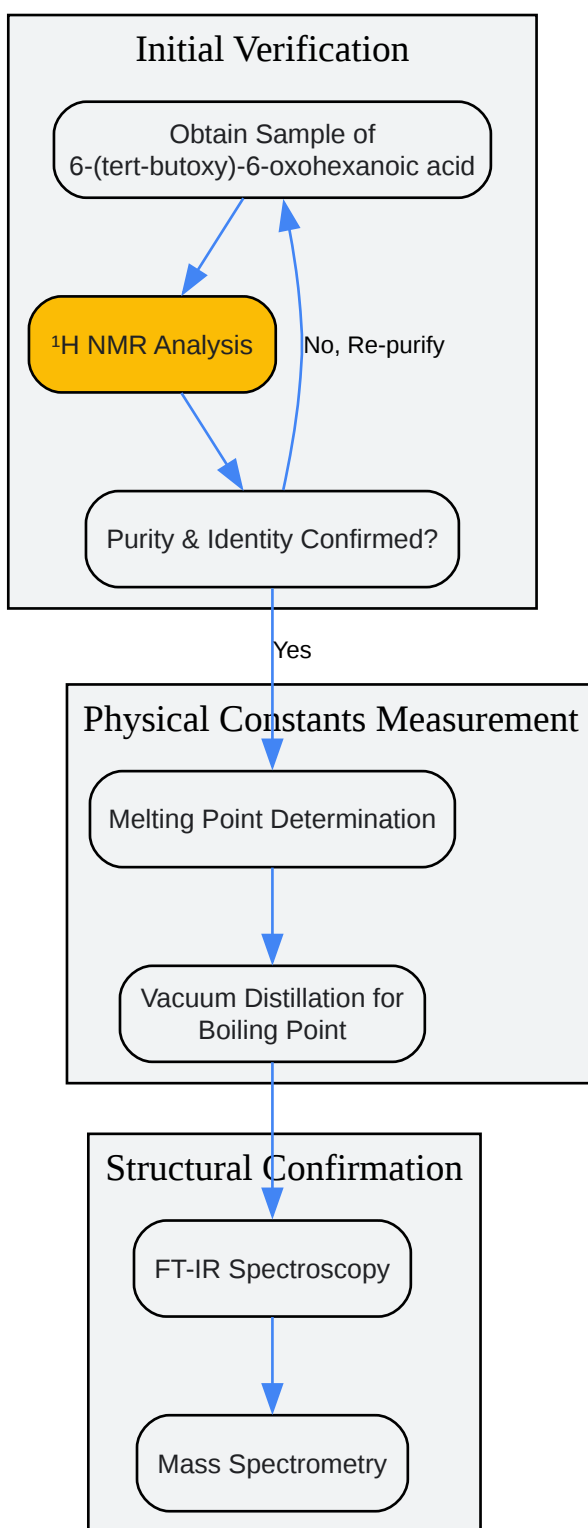 Initial Verification
Obtain Sample of
6-(tert-butoxy)-6-oxohexanoic acid
¹H NMR Analysis
No, Re-purify
Purity & Identity Confirmed?
Yes
Physical Constants Measurement
Melting Point Determination
Vacuum Distillation for
Boiling Point
Structural Confirmation
FT-IR Spectroscopy
Mass Spectrometry